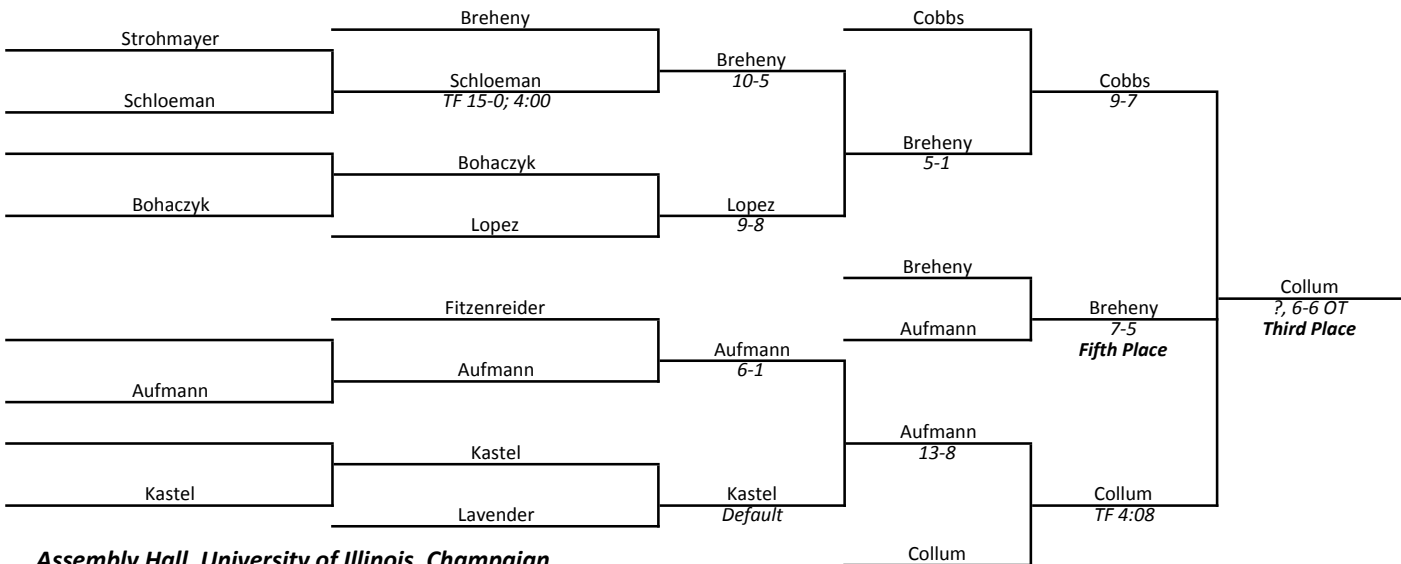 Breheny
Cobbs
Strohmayer
Breheny
10-5
Schloeman
TF 15-0; 4:00
Cobbs
9-7
Schloeman
Breheny
5-1
Bohaczyk
Bohaczyk
Lopez
9-8
Lopez
Breheny
Collum
?, 6-6 OT
Third Place
Fitzenreider
Breheny
7-5
Fifth Place
Aufmann
Aufmann
6-1
Aufmann
Aufmann
Aufmann
13-8
Kastel
Kastel
Kastel
Default
Collum
TF 4:08
Lavender
Collum
Assembly Hall, University of Illinois, Champaign